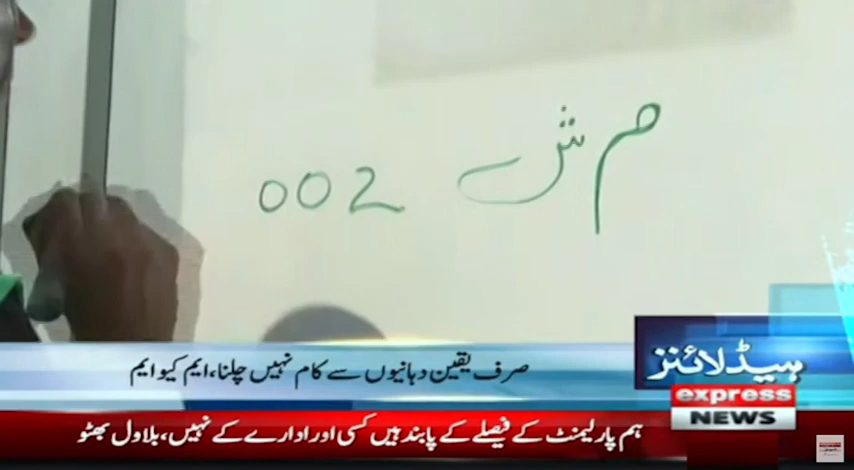 م ش 002
صرف یقین دہانیوں سے کام نہیں چلنا، ایم کیو ایم
ہیڈلائنز
express
NEWS
ہم پارلیمنٹ کے فیصلے کے پابند ہیں کسی اور ادارے کے نہیں، بلاول بھٹو